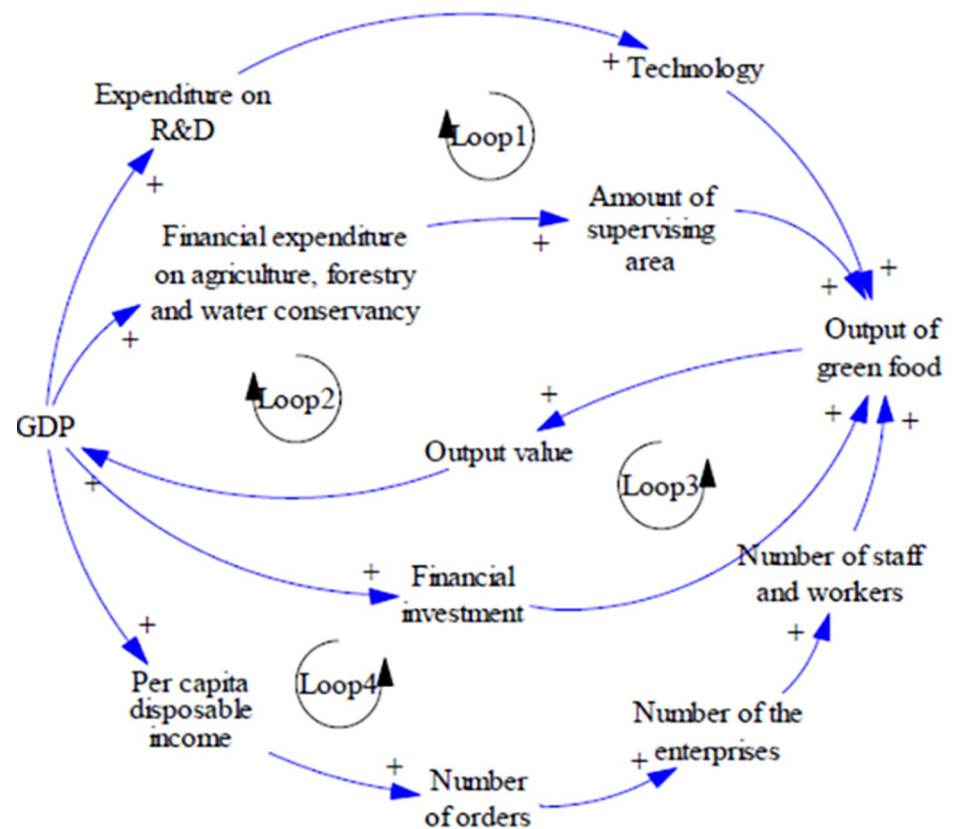 + Technology
Expenditure on
R&D
+
Loop1
Amount of
supervising
area
+
Financial expenditure
on agriculture, forestry
and water conservancy
+
+
+
Output of
green food
Loop2
+
Output value
GDP
+
+
+
Loop3
+
Financial
investment
Number of staff
and workers
+
+
Per capita
disposable
income
Loop4
Number of the
enterprises
+
+
Number
of orders